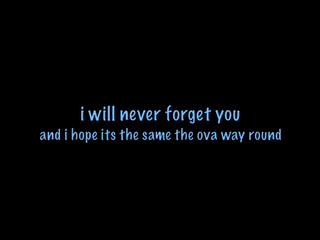 i will never forget you
and i hope its the same the ova way round